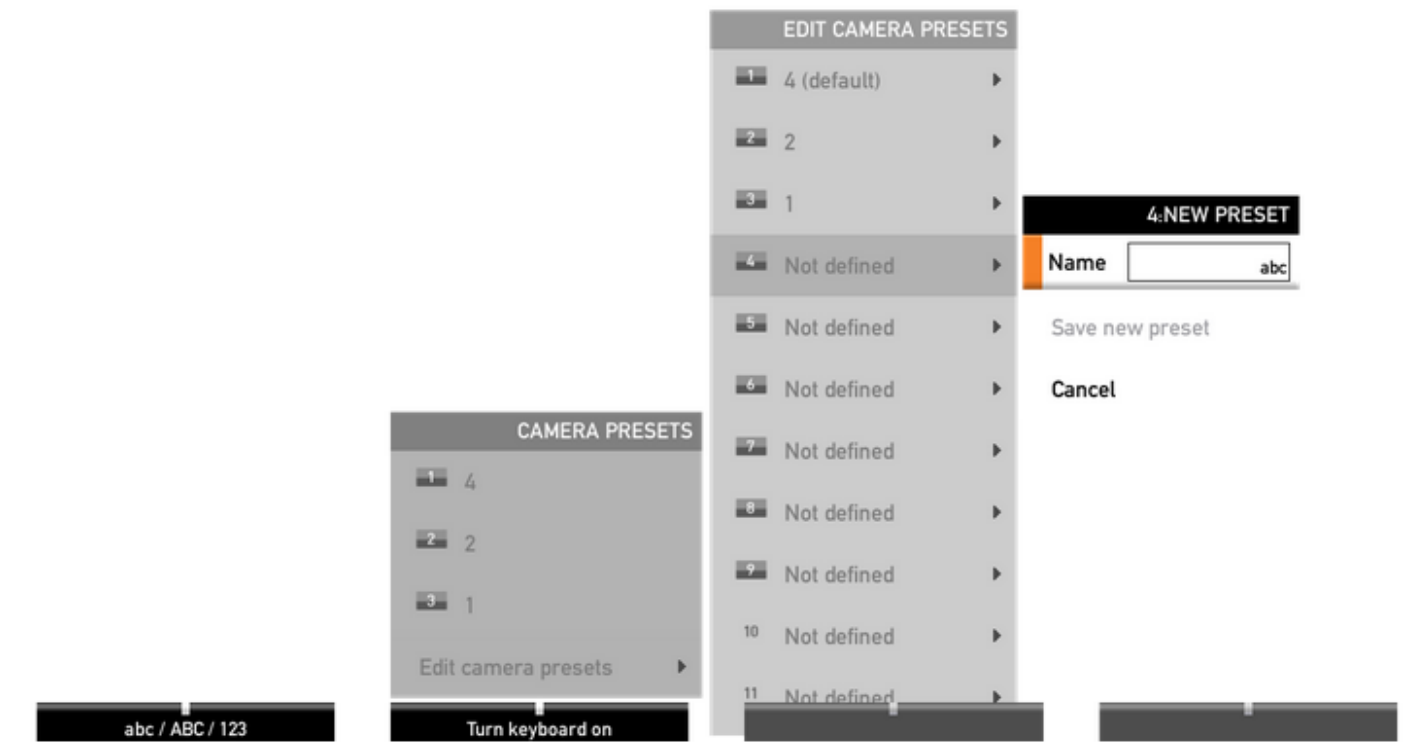 EDIT CAMERA PRESETS
1 4 (default)
2 2
3 1
4 Not defined
5 Not defined
6 Not defined
7 Not defined
8 Not defined
9 Not defined
10 Not defined
11 Not defined
4:NEW PRESET
Name abc
Save new preset
Cancel
CAMERA PRESETS
1 4
2 2
3 1
Edit camera presets
abc / ABC / 123
Turn keyboard on